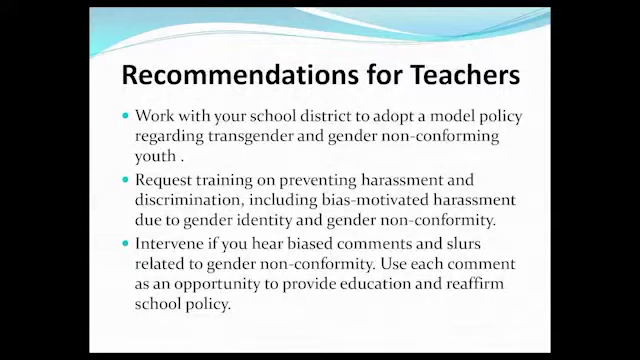 Recommendations for Teachers
Work with your school district to adopt a model policy
regarding transgender and gender non-conforming
youth .
Request training on preventing harassment and
discrimination, including bias-motivated harassment
due to gender identity and gender non-conformity.
Intervene if you hear biased comments and slurs
related to gender non-conformity. Use each comment
as an opportunity to provide education and reaffirm
school policy.